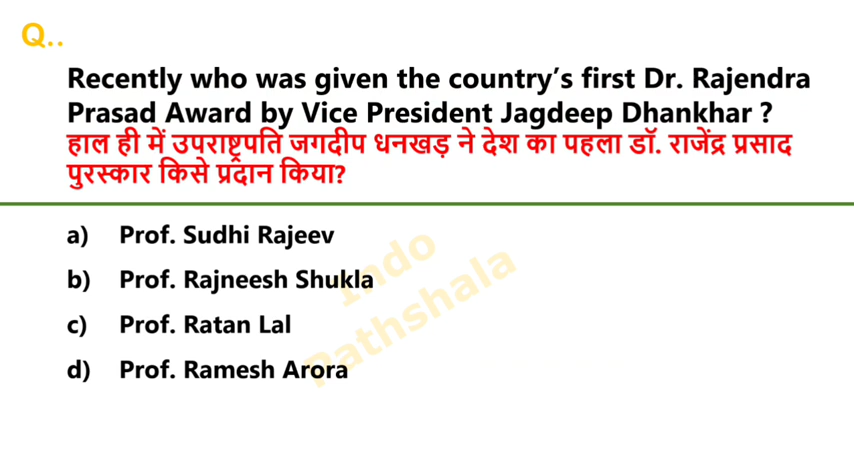 Q..
Recently who was given the country’s first Dr. Rajendra
Prasad Award by Vice President Jagdeep Dhankhar ?
हाल ही में उपराष्ट्रपति जगदीप धनखड़ ने देश का पहला डॉ. राजेंद्र प्रसाद
पुरस्कार किसे प्रदान किया?
a) Prof. Sudhi Rajeev
b) Prof. Rajneesh Shukla
c) Prof. Ratan Lal
d) Prof. Ramesh Arora
Indo
Pathshala